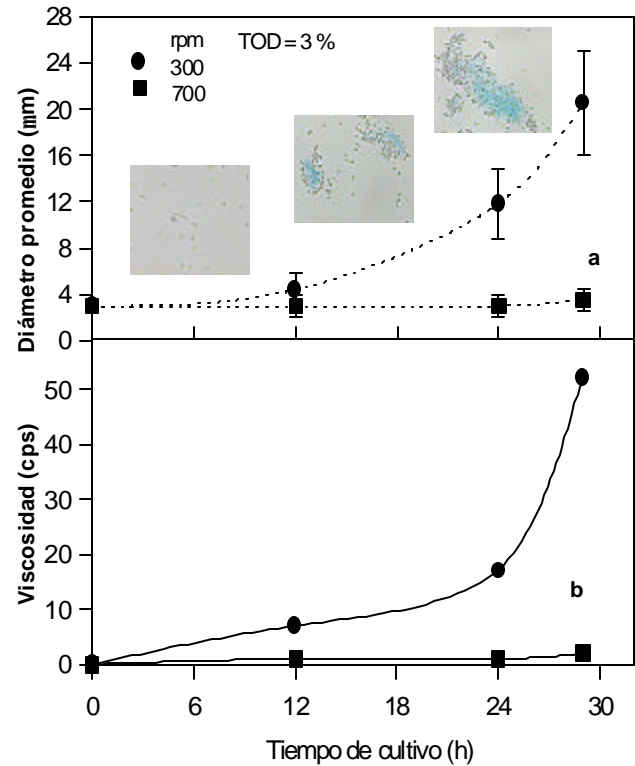 28
24
20
16
12
8
4
0
Diámetro promedio (mm)
rpm
300
700
TOD = 3 %
a
50
40
30
20
10
0
Viscosidad (cps)
b
0 6 12 18 24 30
Tiempo de cultivo (h)